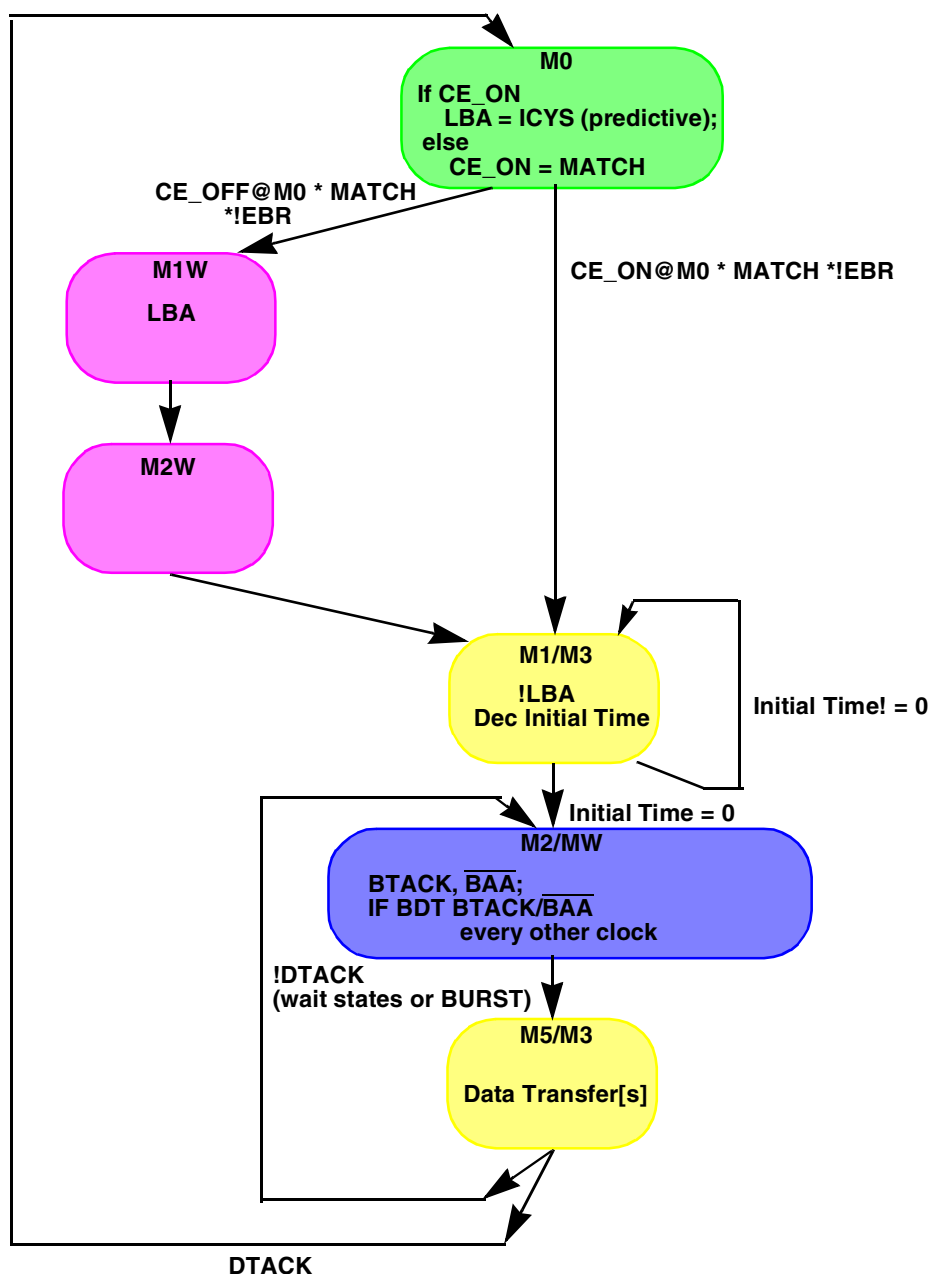 M0
If CE_ON
LBA = ICYS (predictive);
else
CE_ON = MATCH
CE_OFF@M0 * MATCH
*!EBR
CE_ON@M0 * MATCH *!EBR
M1W
LBA
M2W
M1/M3
!LBA
Dec Initial Time
Initial Time! = 0
Initial Time = 0
M2/MW
BTACK, B̅A̅A̅;
IF BDT BTACK/B̅A̅A̅
every other clock
!DTACK
(wait states or BURST)
M5/M3
Data Transfer[s]
DTACK